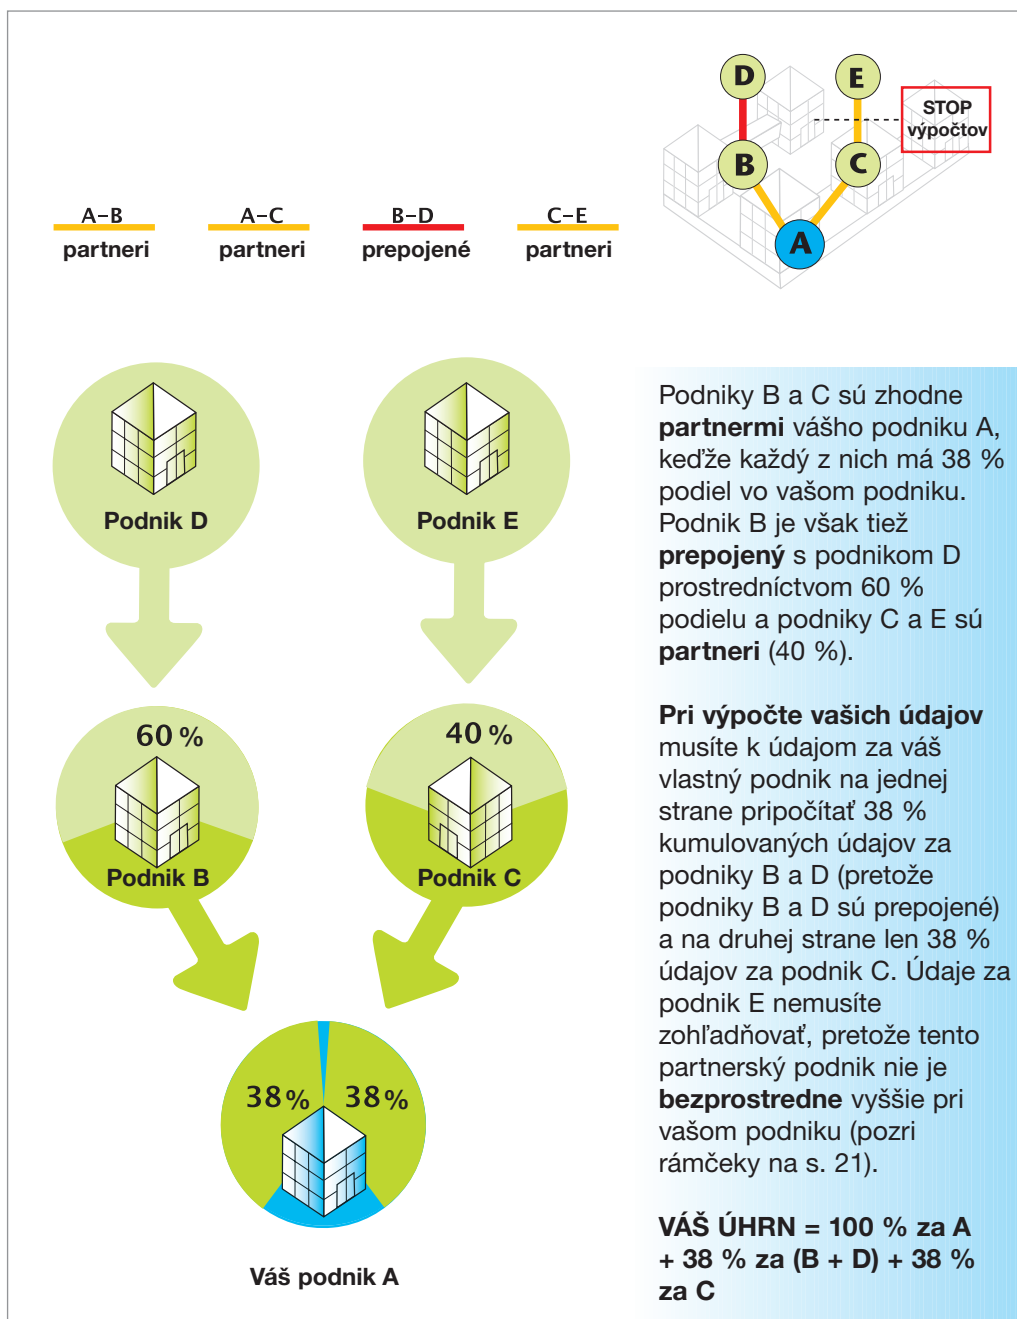 D
E
STOP
výpočtov
B
C
A
A–B
partneri
A–C
partneri
B–D
prepojené
C–E
partneri
Podnik D
Podnik E
60 %
40 %
Podnik B
Podnik C
38 %
38 %
Váš podnik A
Podniky B a C sú zhodne
partnermi vášho podniku A,
keďže každý z nich má 38 %
podiel vo vašom podniku.
Podnik B je však tiež
prepojený s podnikom D
prostredníctvom 60 %
podielu a podniky C a E sú
partneri (40 %).
Pri výpočte vašich údajov
musíte k údajom za váš
vlastný podnik na jednej
strane pripočítať 38 %
kumulovaných údajov za
podniky B a D (pretože
podniky B a D sú prepojené)
a na druhej strane len 38 %
údajov za podnik C. Údaje za
podnik E nemusíte
zohľadňovať, pretože tento
partnerský podnik nie je
bezprostredne vyššie pri
vašom podniku (pozri
rámčeky na s. 21).
VÁŠ ÚHRN = 100 % za A
+ 38 % za (B + D) + 38 %
za C